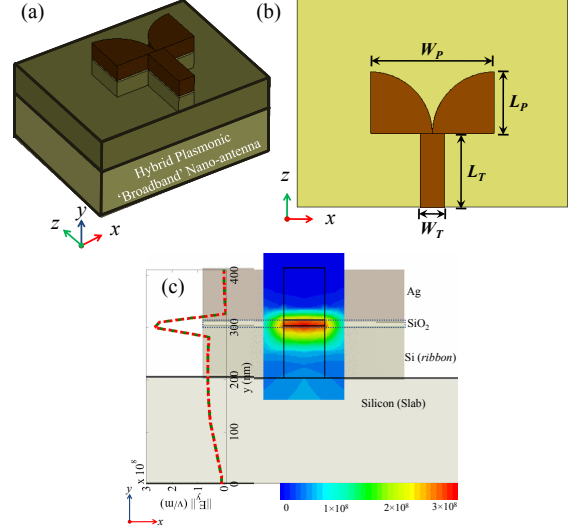 (a)
Hybrid Plasmonic
'Broadband' Nano-antenna
y
z
x
(b)
W_P
L_P
L_T
W_T
z
x
(c)
400
300
200
100
0
y (nm)
Ag
SiO₂
Si (ribbon)
Silicon (Slab)
3 2 1 0
× 10⁸
||E_y|| (v/m)
y
x
0 1×10⁸ 2×10⁸ 3×10⁸